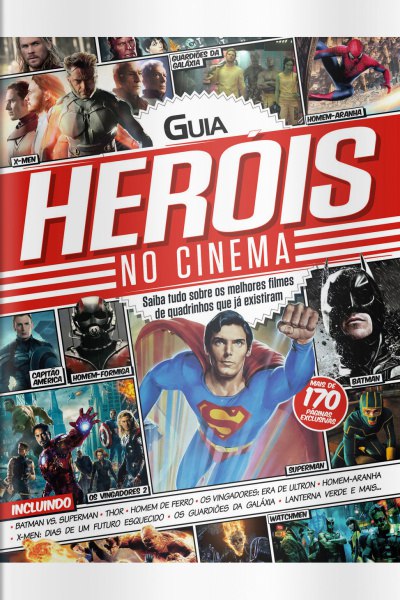 GUARDIÕES DA
GALÁXIA
X-MEN
HOMEM-ARANHA
GUIA
HERÓIS
NO CINEMA
Saiba tudo sobre os melhores filmes
de quadrinhos que já existiram
CAPITÃO
AMÉRICA
HOMEM-FORMIGA
BATMAN
MAIS DE
170
PÁGINAS
EXCLUSIVAS
SUPERMAN
OS VINGADORES 2
INCLUINDO
• BATMAN VS. SUPERMAN • THOR • HOMEM DE FERRO • OS VINGADORES: ERA DE ULTRON • HOMEM-ARANHA
• X-MEN: DIAS DE UM FUTURO ESQUECIDO • OS GUARDIÕES DA GALÁXIA • LANTERNA VERDE E MAIS...
WATCHMEN